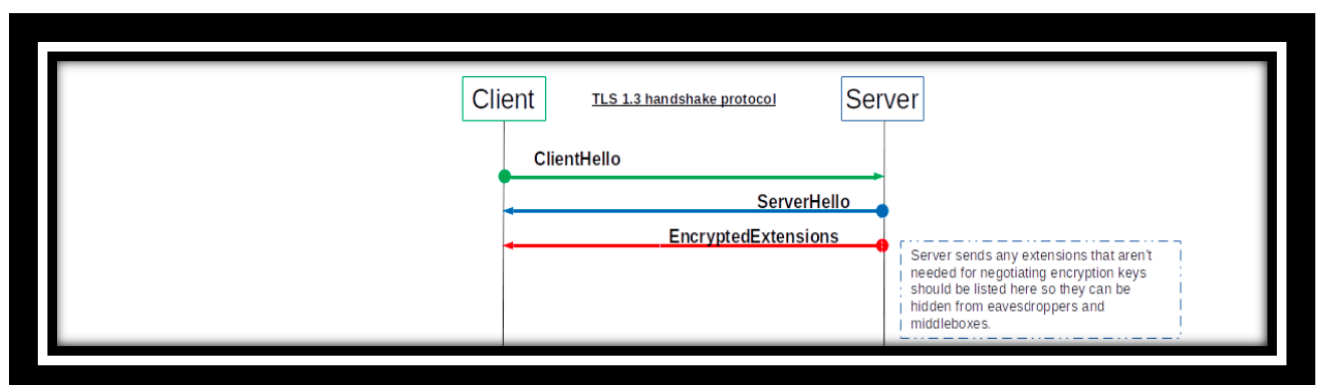 Client
TLS 1.3 handshake protocol
Server
ClientHello
ServerHello
EncryptedExtensions
Server sends any extensions that aren't
needed for negotiating encryption keys
should be listed here so they can be
hidden from eavesdroppers and
middleboxes.